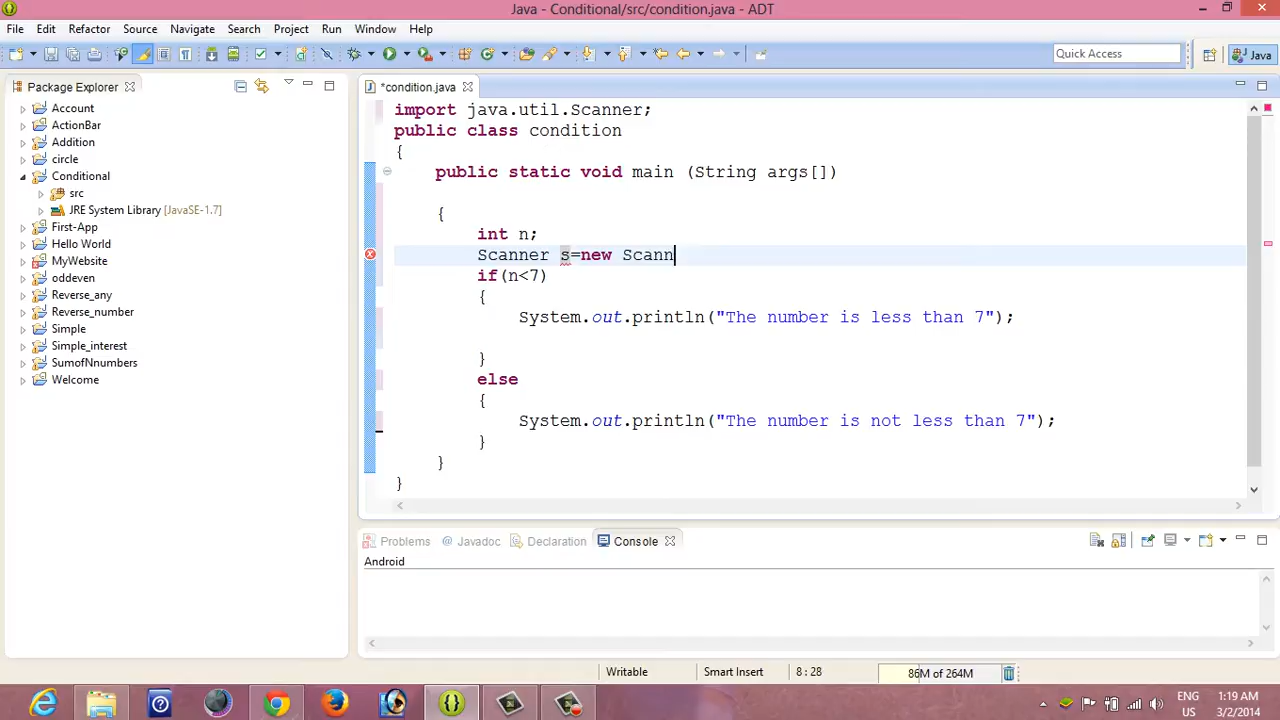 Java - Conditional/src/condition.java - ADT
File Edit Refactor Source Navigate Search Project Run Window Help
Quick Access
Java
Package Explorer
*condition.java
Account
ActionBar
Addition
circle
Conditional
src
JRE System Library [JavaSE-1.7]
First-App
Hello World
MyWebsite
oddeven
Reverse_any
Reverse_number
Simple
Simple_interest
SumofNnumbers
Welcome
import java.util.Scanner;
public class condition
{
public static void main (String args[])
{
int n;
Scanner s=new Scann
if(n<7)
{
System.out.println("The number is less than 7");
}
else
{
System.out.println("The number is not less than 7");
}
}
}
Problems @ Javadoc Declaration Console
Android
Writable Smart Insert 8 : 28 86M of 264M
ENG 1:19 AM
US 3/2/2014